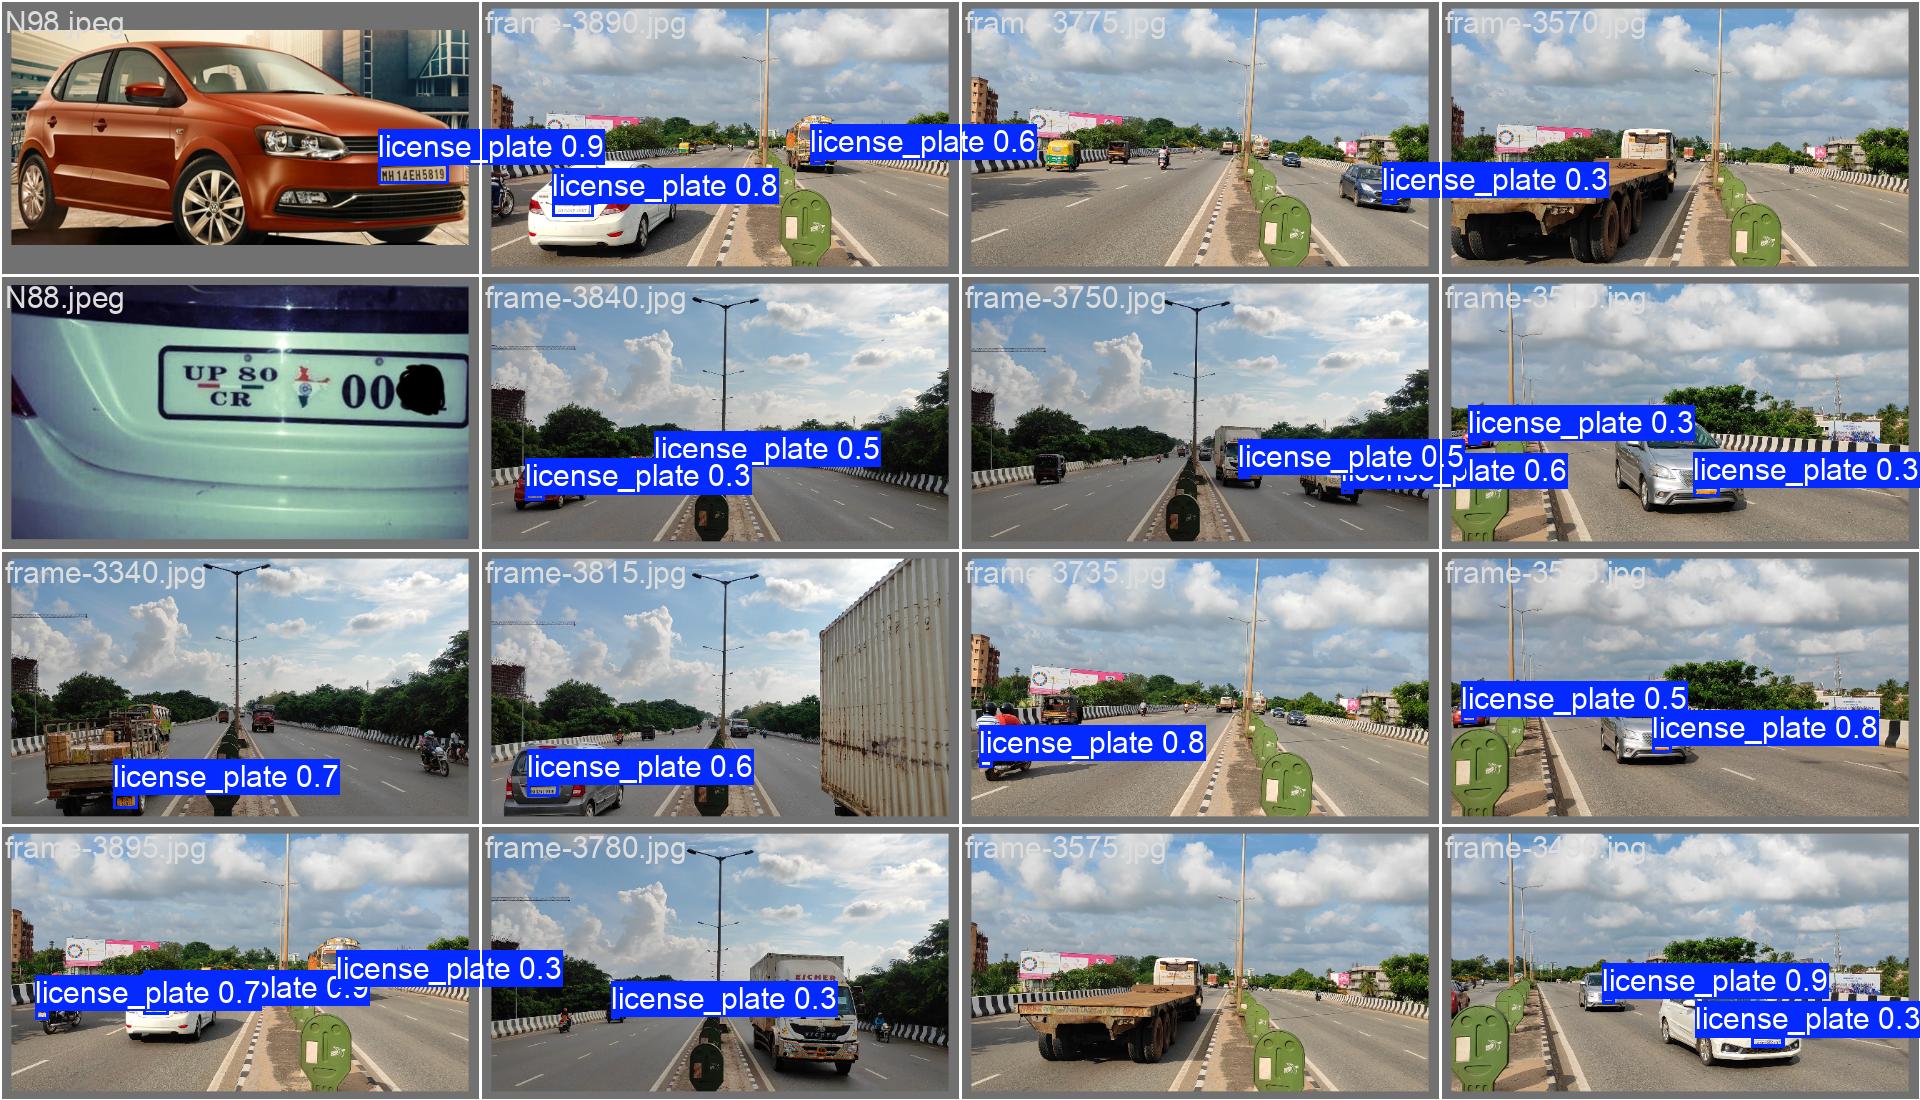 N98.jpeg
license_plate 0.9
MH14EH5819
frame-3890.jpg
license_plate 0.6
license_plate 0.8
frame-3775.jpg
license_plate 0.3
frame-3570.jpg
N88.jpeg
UP 80
CR
00
frame-3840.jpg
license_plate 0.5
license_plate 0.3
frame-3750.jpg
license_plate 0.5
plate 0.6
license_plate 0.3
license_plate 0.3
frame-3340.jpg
license_plate 0.7
frame-3815.jpg
license_plate 0.6
frame-3735.jpg
license_plate 0.8
license_plate 0.5
license_plate 0.8
frame-3895.jpg
license_plate 0.7
license_plate 0.3
frame-3780.jpg
EICHER
license_plate 0.3
frame-3575.jpg
license_plate 0.9
license_plate 0.3